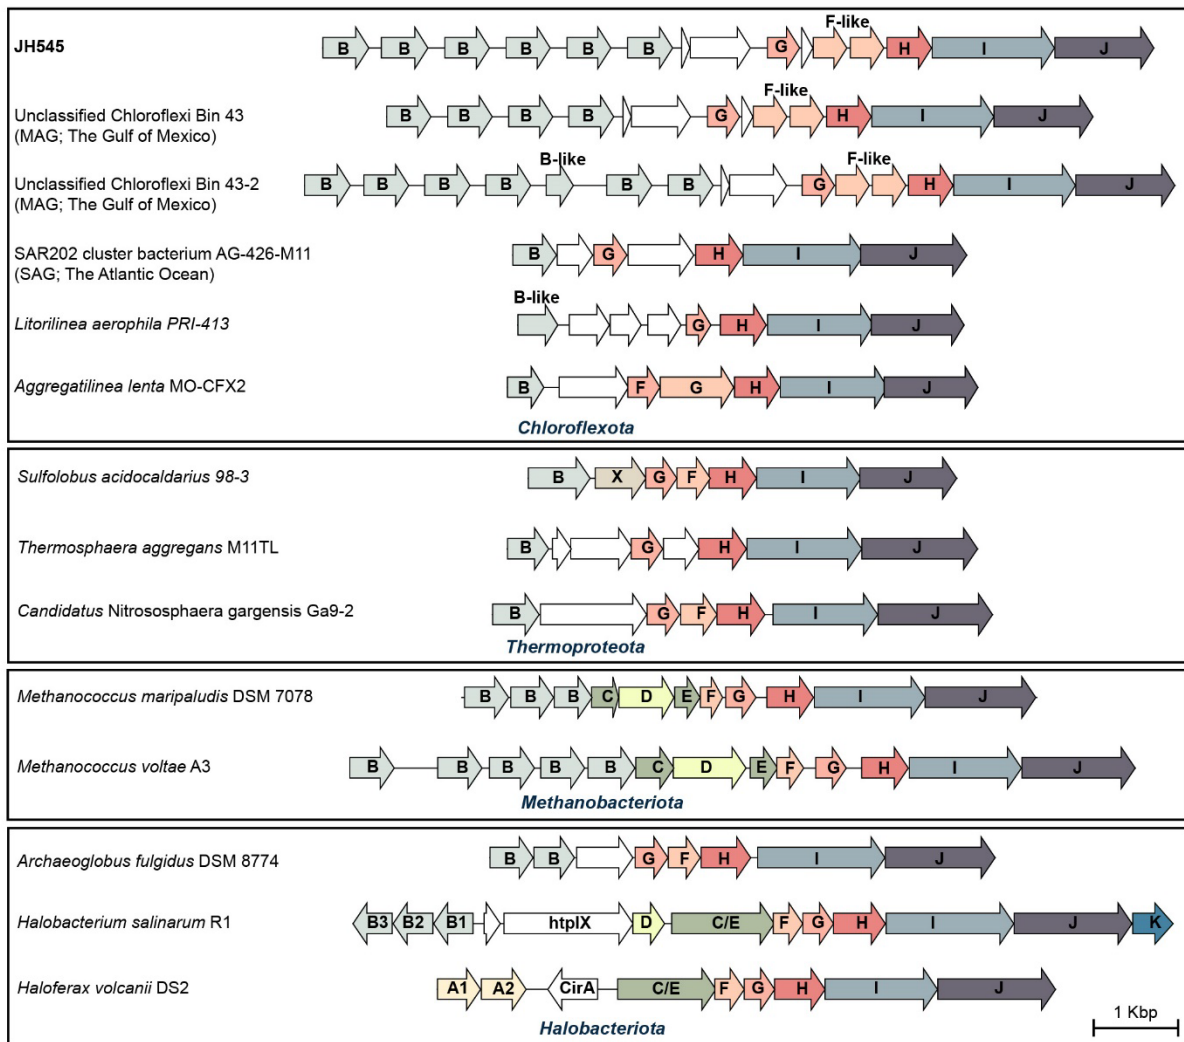 F-like
JH545 B B B B B B G H I J
F-like
Unclassified Chloroflexi Bin 43 B B B B G H I J
(MAG; The Gulf of Mexico)
B-like F-like
Unclassified Chloroflexi Bin 43-2 B B B B B B G H I J
(MAG; The Gulf of Mexico)
SAR202 cluster bacterium AG-426-M11 B G H I J
(SAG; The Atlantic Ocean)
B-like
Litorilinea aerophila PRI-413 G H I J
Aggregatilinea lenta MO-CFX2 B F G H I J
Chloroflexota
Sulfolobus acidocaldarius 98-3 B X G F H I J
Thermosphaera aggregans M11TL B G H I J
Candidatus Nitrososphaera gargensis Ga9-2 B G F H I J
Thermoproteota
Methanococcus maripaludis DSM 7078 B B B C D E F G H I J
Methanococcus voltae A3 B B B B B C D E F G H I J
Methanobacteriota
Archaeoglobus fulgidus DSM 8774 B B G F H I J
Halobacterium salinarum R1 B3 B2 B1 htpIX D C/E F G H I J K
Haloferax volcanii DS2 A1 A2 CirA C/E F G H I J
1 Kbp
Halobacteriota